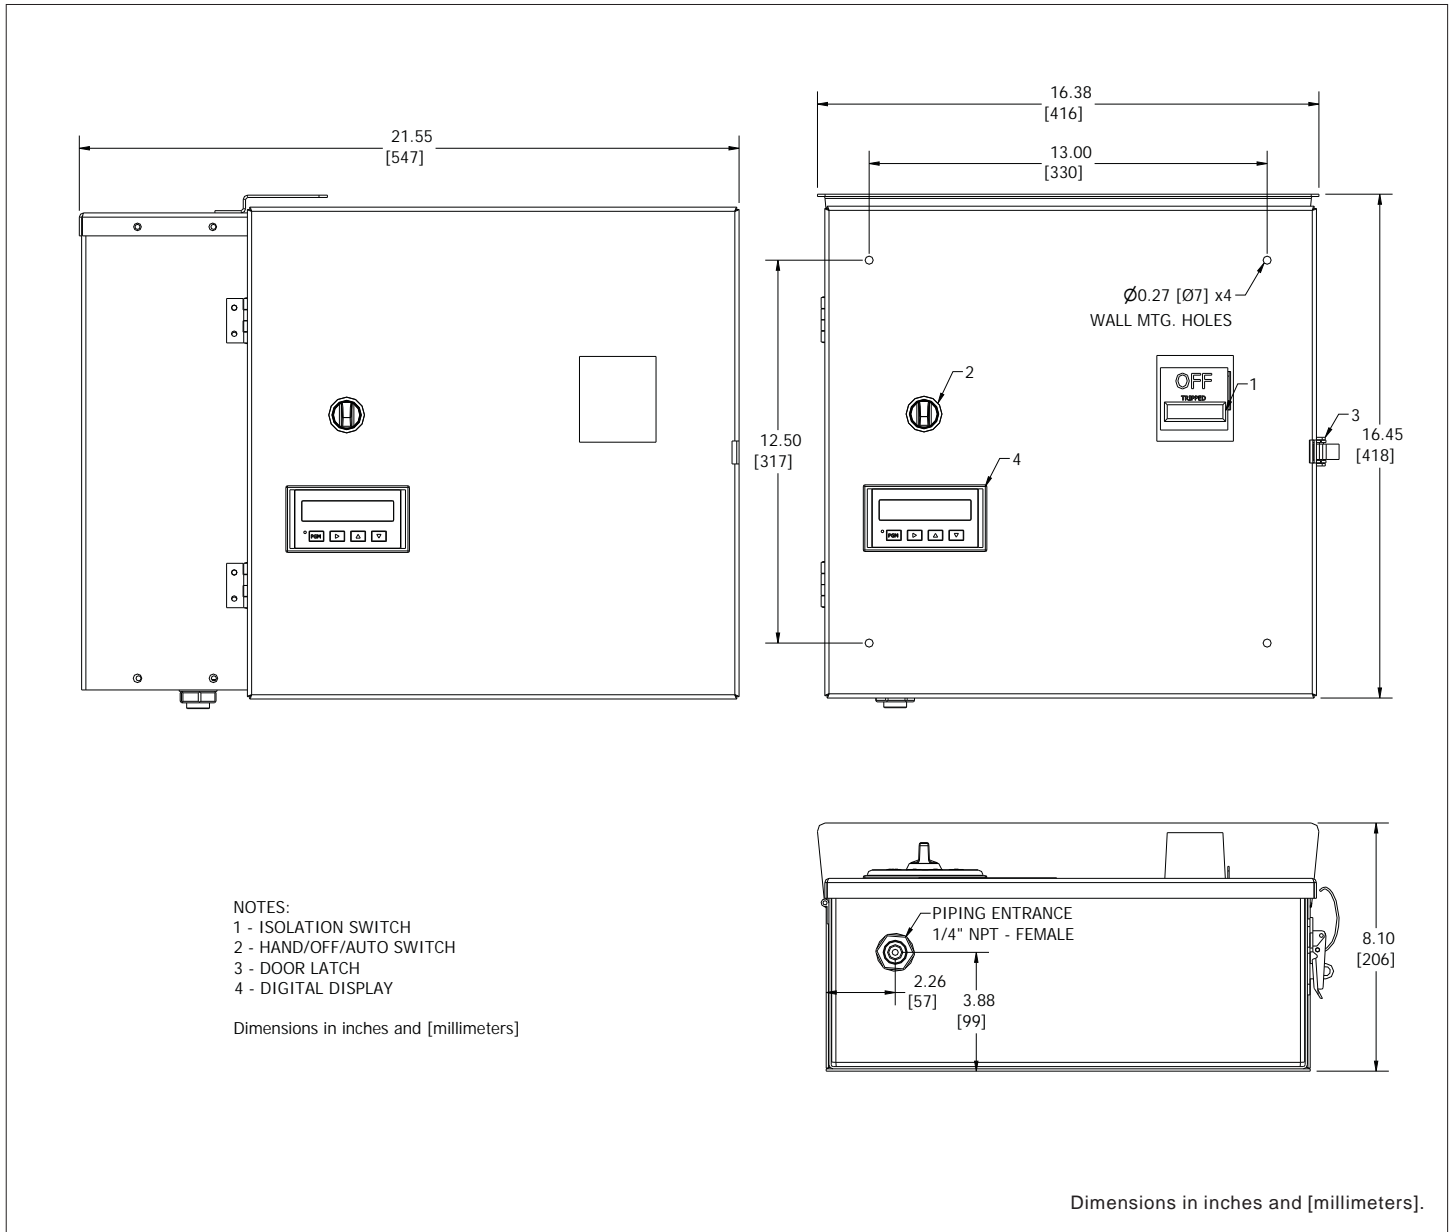 16.38
[416]
21.55
[547]
13.00
[330]
Ø0.27 [Ø7] x4
WALL MTG. HOLES
OFF
TRIPPED
1
2
3
16.45
[418]
12.50
[317]
4
PGM
PGM
NOTES:
1 - ISOLATION SWITCH
2 - HAND/OFF/AUTO SWITCH
3 - DOOR LATCH
4 - DIGITAL DISPLAY
Dimensions in inches and [millimeters]
PIPING ENTRANCE
1/4" NPT - FEMALE
2.26
[57]
3.88
[99]
8.10
[206]
Dimensions in inches and [millimeters].